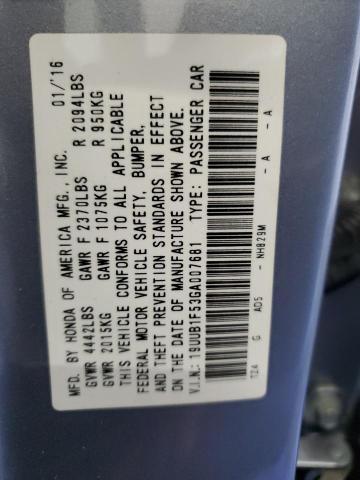 MFD. BY HONDA OF AMERICA MFG., INC. 01/'16
GVWR 4442LBS GAWR F 2370LBS R 2094LBS
GVWR 2015KG GAWR F 1075KG R 950KG
THIS VEHICLE CONFORMS TO ALL APPLICABLE
FEDERAL MOTOR VEHICLE SAFETY, BUMPER,
AND THEFT PREVENTION STANDARDS IN EFFECT
ON THE DATE OF MANUFACTURE SHOWN ABOVE.
V.I.N.: 19UUB1F53GA007681 TYPE: PASSENGER CAR
TZ4 G AD5 - NH829M - A - A